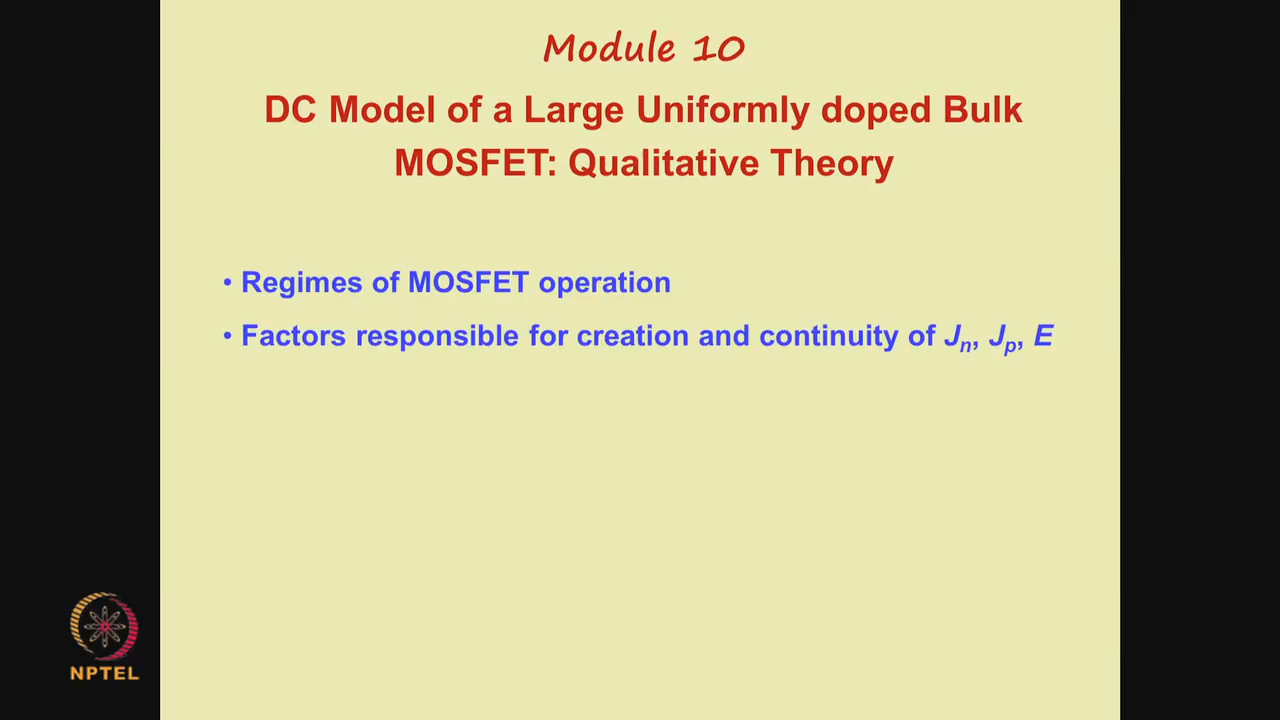 Module 10
DC Model of a Large Uniformly doped Bulk
MOSFET: Qualitative Theory
• Regimes of MOSFET operation
• Factors responsible for creation and continuity of Jn, Jp, E
NPTEL